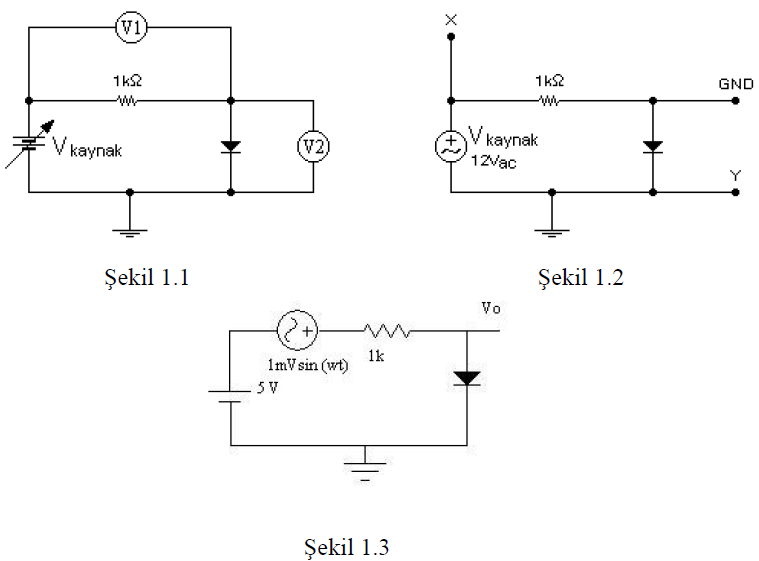 V1
1kΩ
V kaynak
V2
Şekil 1.1
X
1kΩ
GND
V kaynak
12Vac
Y
Şekil 1.2
Vo
1mVsin(wt)
1k
5V
Şekil 1.3